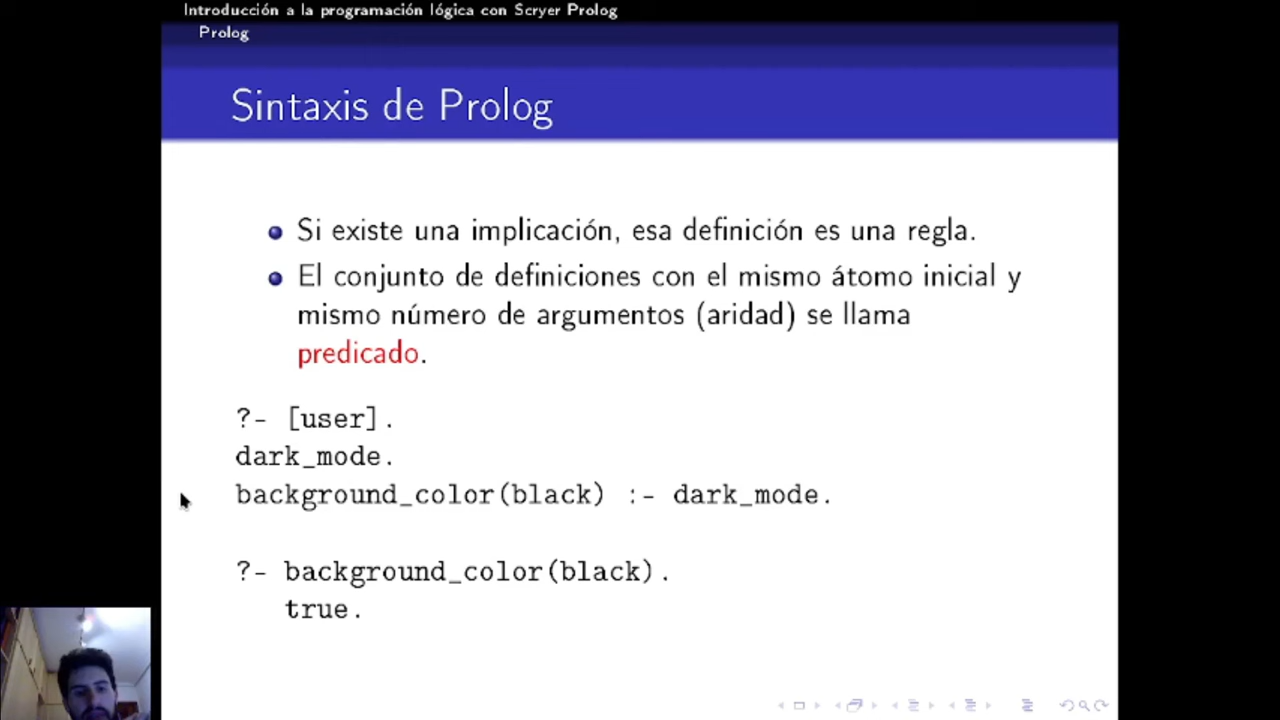 Introducción a la programación lógica con Scryer Prolog
Prolog
Sintaxis de Prolog
Si existe una implicación, esa definición es una regla.
El conjunto de definiciones con el mismo átomo inicial y
mismo número de argumentos (aridad) se llama
predicado.
?- [user].
dark_mode.
background_color(black) :- dark_mode.
?- background_color(black).
true.